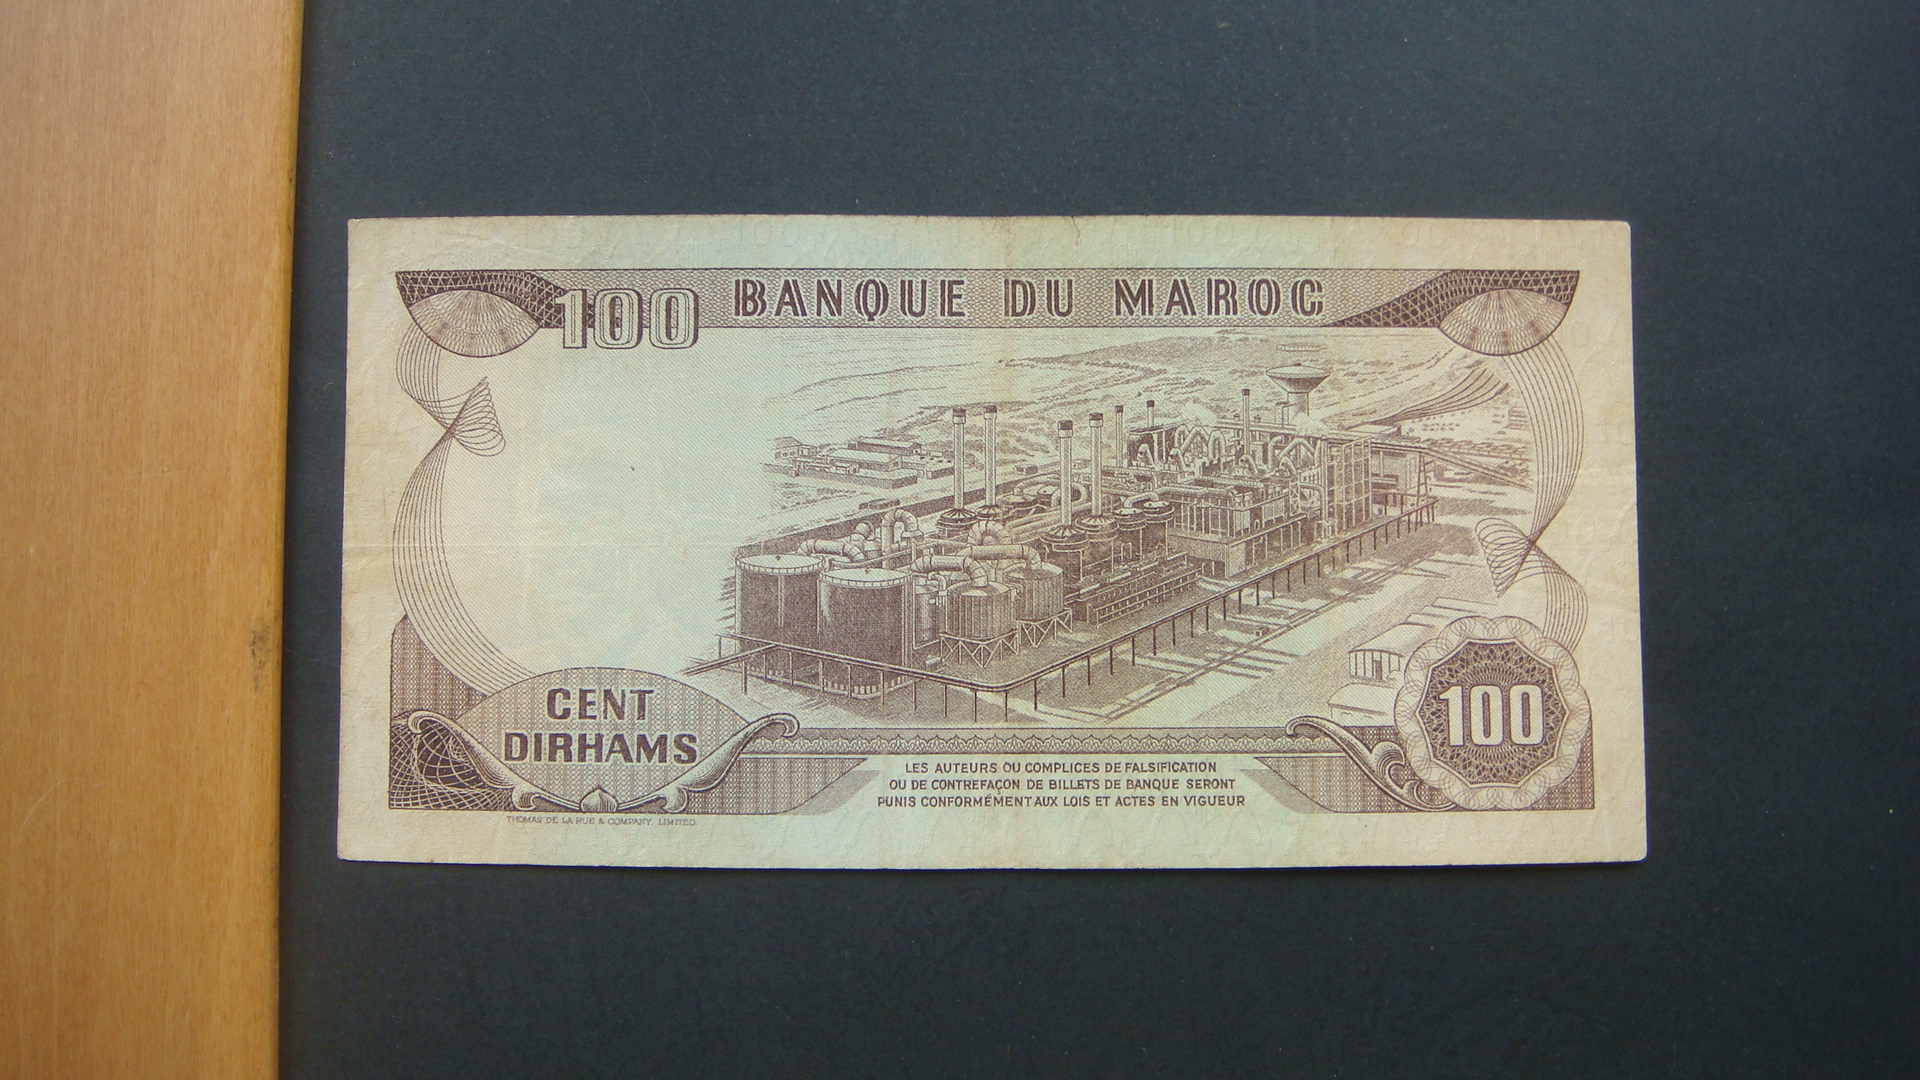 100 BANQUE DU MAROC
CENT
DIRHAMS
100
LES AUTEURS OU COMPLICES DE FALSIFICATION
OU DE CONTREFAÇON DE BILLETS DE BANQUE SERONT
PUNIS CONFORMÉMENT AUX LOIS ET ACTES EN VIGUEUR
THOMAS DE LA RUE & COMPANY, LIMITED.